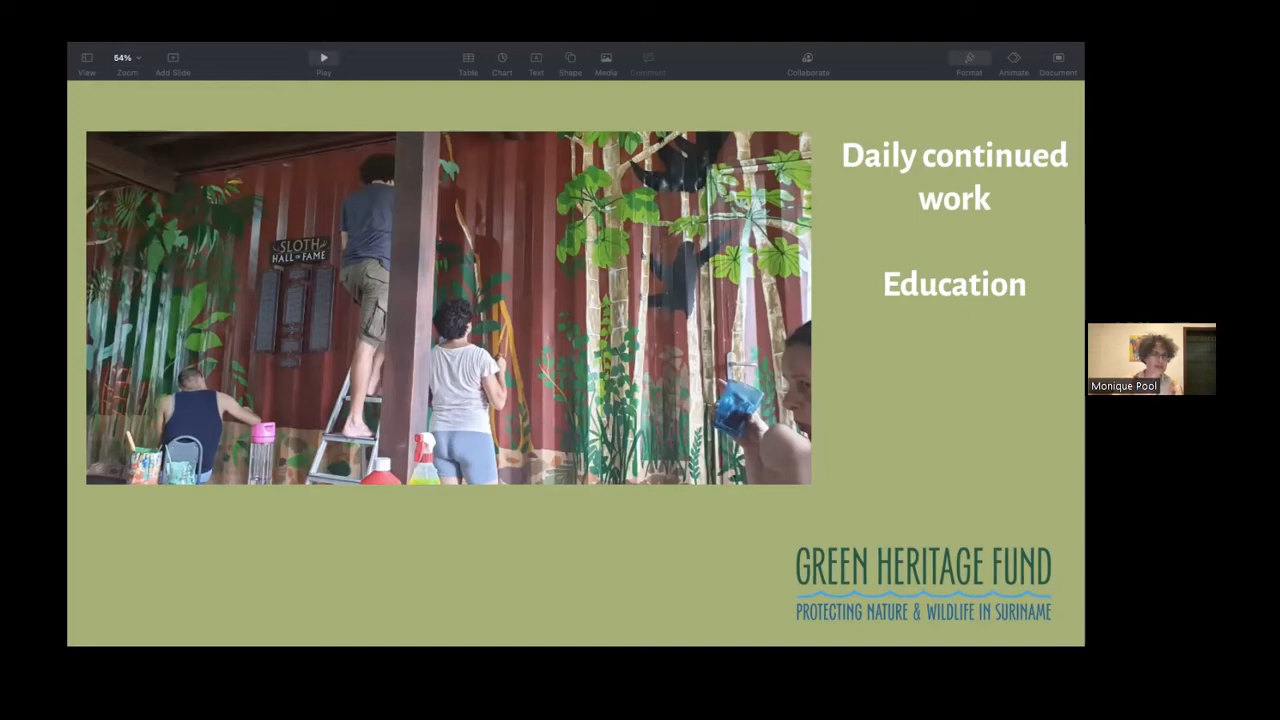 54%
View
Zoom
Add Slide
Play
Table
Chart
Text
Shape
Media
Comment
Collaborate
Format
Animate
Document
Daily continued
work
Education
SLOTH
HALL OF FAME
Monique Pool
GREEN HERITAGE FUND
PROTECTING NATURE & WILDLIFE IN SURINAME